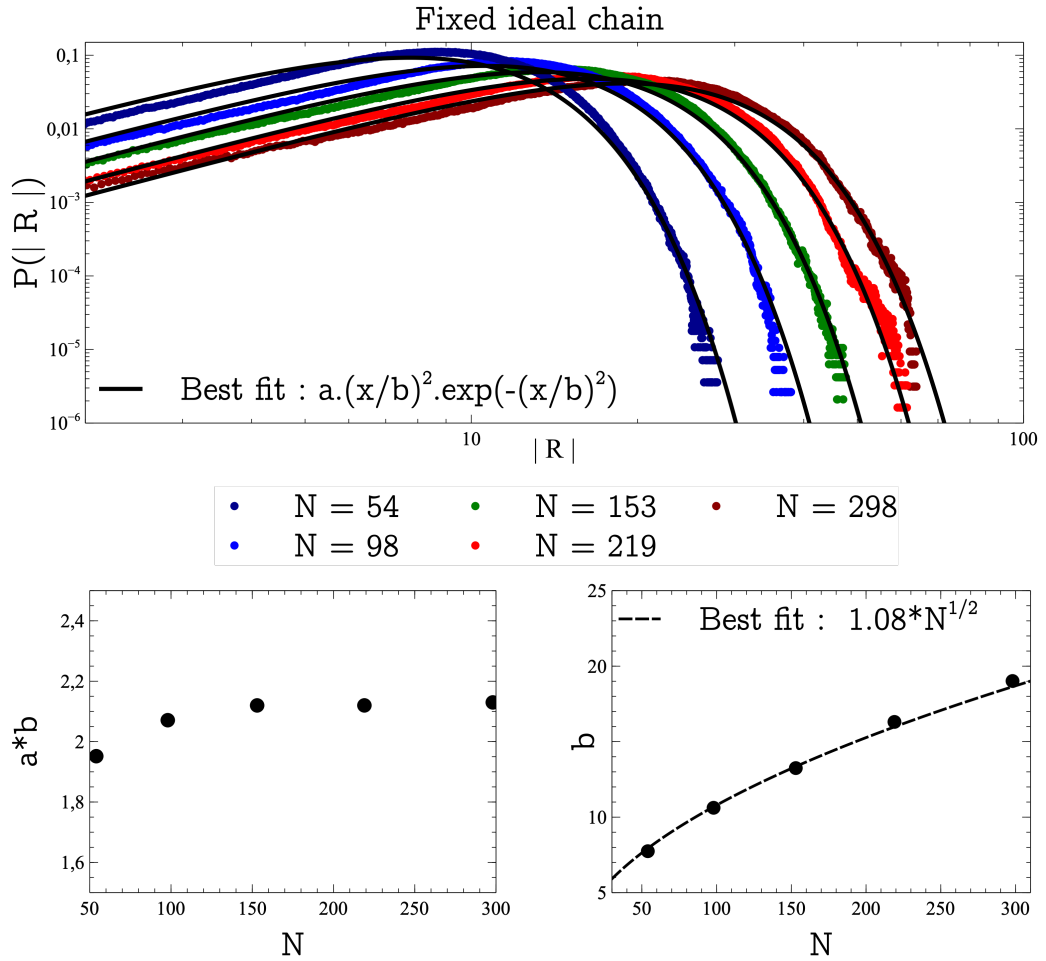 Fixed ideal chain
P(| R |)
0,1
0,01
10⁻³
10⁻⁴
10⁻⁵
10⁻⁶
Best fit : a.(x/b)².exp(-(x/b)²)
10
100
| R |
N = 54
N = 153
N = 298
N = 98
N = 219
a*b
2,4
2,2
2
1,8
1,6
50 100 150 200 250 300
N
b
25
20
10
5
Best fit : 1.08*N^1/2
50 100 150 200 250 300
N